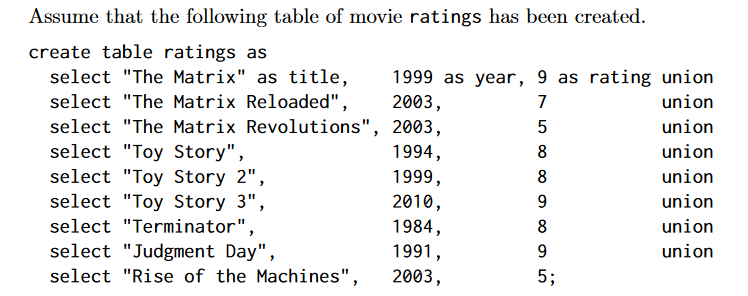 Assume that the following table of movie ratings has been created.
create table ratings as
select "The Matrix" as title, 1999 as year, 9 as rating union
select "The Matrix Reloaded", 2003, 7 union
select "The Matrix Revolutions", 2003, 5 union
select "Toy Story", 1994, 8 union
select "Toy Story 2", 1999, 8 union
select "Toy Story 3", 2010, 9 union
select "Terminator", 1984, 8 union
select "Judgment Day", 1991, 9 union
select "Rise of the Machines", 2003, 5;